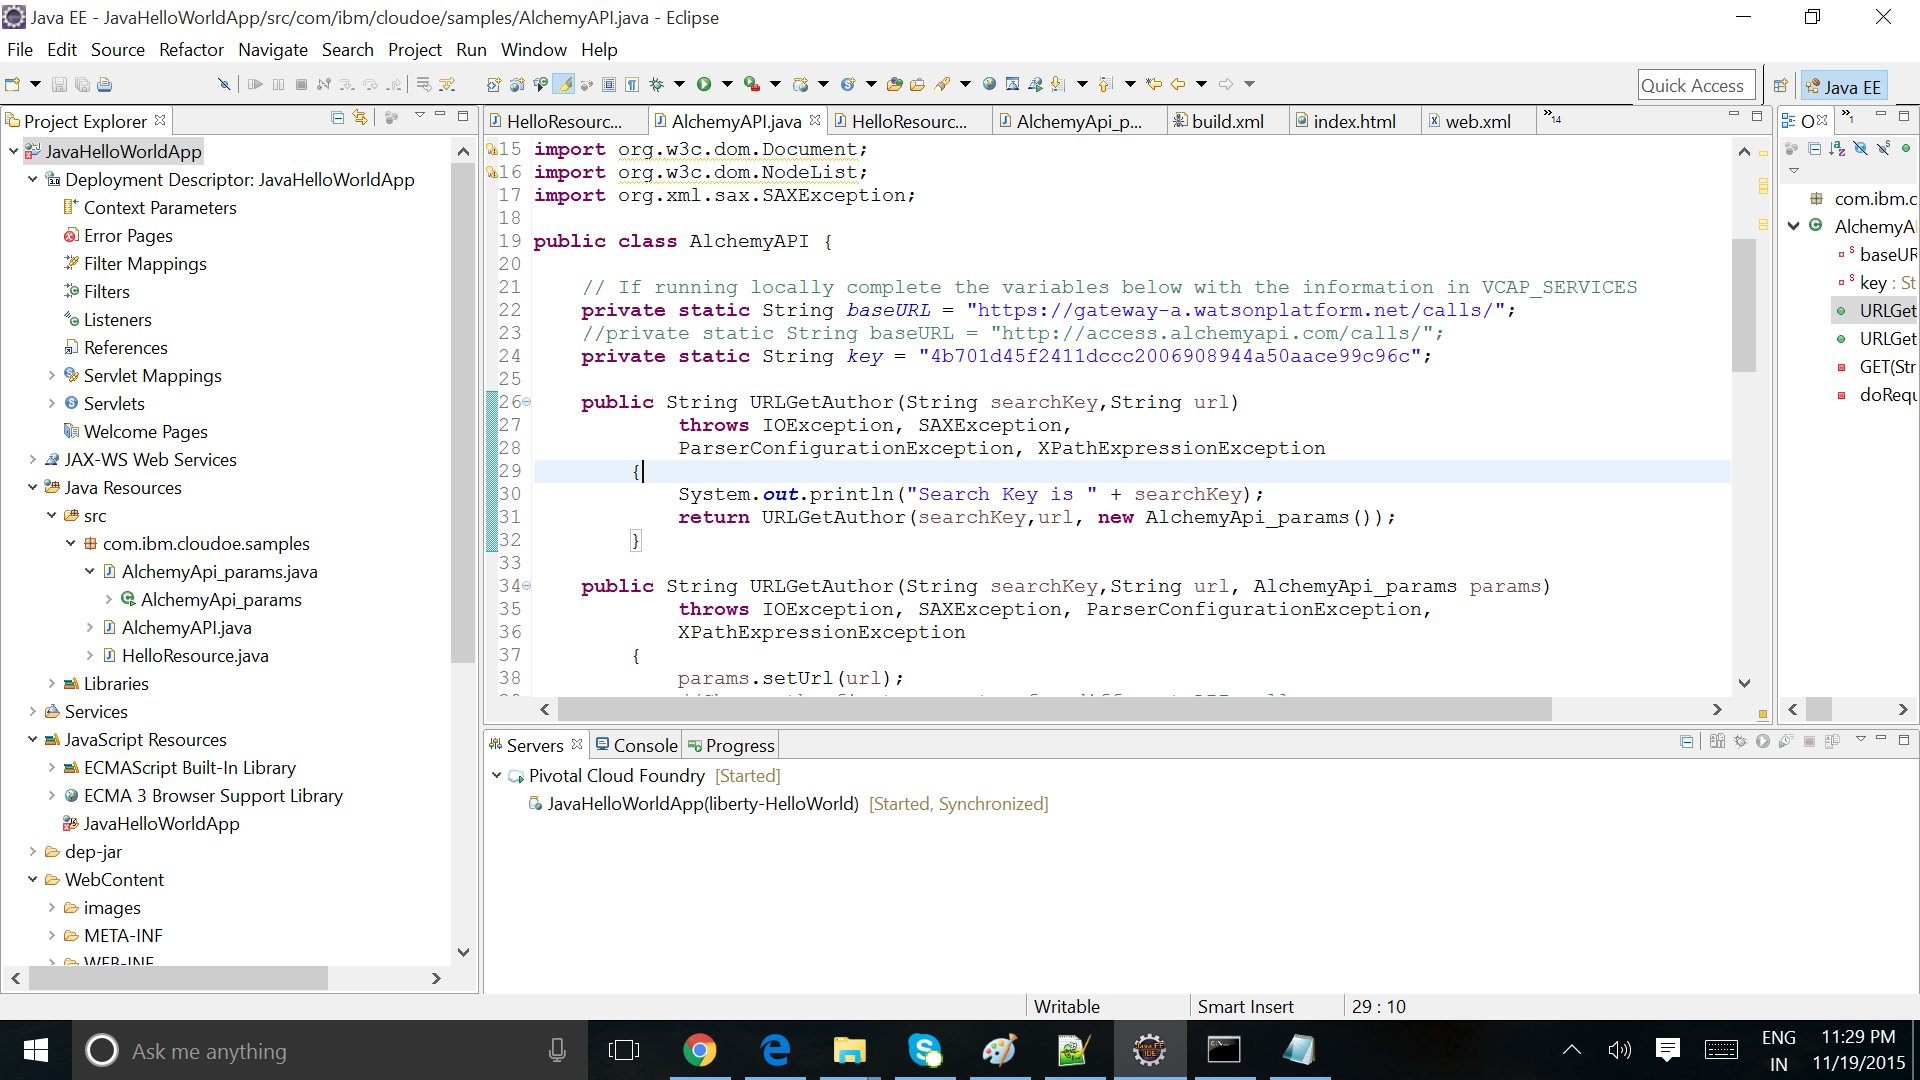 Java EE - JavaHelloWorldApp/src/com/ibm/cloudoe/samples/AlchemyAPI.java - Eclipse
File Edit Source Refactor Navigate Search Project Run Window Help
Quick Access
Java EE
Project Explorer
JavaHelloWorldApp
Deployment Descriptor: JavaHelloWorldApp
Context Parameters
Error Pages
Filter Mappings
Filters
Listeners
References
Servlet Mappings
Servlets
Welcome Pages
JAX-WS Web Services
Java Resources
src
com.ibm.cloudoe.samples
AlchemyApi_params.java
AlchemyApi_params
AlchemyAPI.java
HelloResource.java
Libraries
Services
JavaScript Resources
ECMAScript Built-In Library
ECMA 3 Browser Support Library
JavaHelloWorldApp
dep-jar
WebContent
images
META-INF
WEB-INF
HelloResourc... AlchemyAPI.java HelloResourc... AlchemyApi_p... build.xml index.html web.xml »14
15 import org.w3c.dom.Document;
16 import org.w3c.dom.NodeList;
17 import org.xml.sax.SAXException;
18
19 public class AlchemyAPI {
20
21 // If running locally complete the variables below with the information in VCAP_SERVICES
22 private static String baseURL = "https://gateway-a.watsonplatform.net/calls/";
23 //private static String baseURL = "http://access.alchemyapi.com/calls/";
24 private static String key = "4b701d45f2411dccc2006908944a50aace99c96c";
25
26 public String URLGetAuthor(String searchKey,String url)
27 throws IOException, SAXException,
28 ParserConfigurationException, XPathExpressionException
29 {
30 System.out.println("Search Key is " + searchKey);
31 return URLGetAuthor(searchKey,url, new AlchemyApi_params());
32 }
33
34 public String URLGetAuthor(String searchKey,String url, AlchemyApi_params params)
35 throws IOException, SAXException, ParserConfigurationException,
36 XPathExpressionException
37 {
38 params.setUrl(url);
O »1
com.ibm.c
AlchemyAI
baseUR
key : St
URLGet
URLGet
GET(Str
doRequ
Servers Console Progress
Pivotal Cloud Foundry [Started]
JavaHelloWorldApp(liberty-HelloWorld) [Started, Synchronized]
Writable Smart Insert 29 : 10
Ask me anything
Java EE
IDE
ENG
IN
11:29 PM
11/19/2015